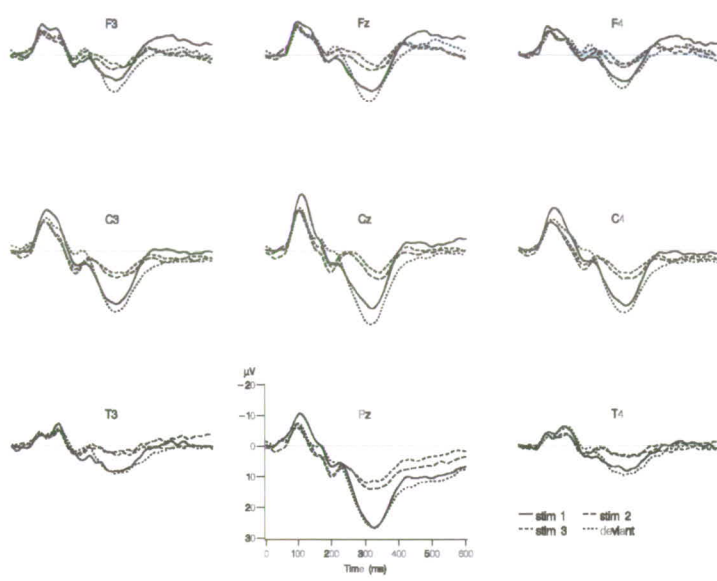 F3 Fz F4
C3 Cz C4
T3 Pz T4
µV
-20
-10
0
10
20
30
0 100 200 300 400 500 600
Time (ms)
stim 1 stim 2
stim 3 deviant